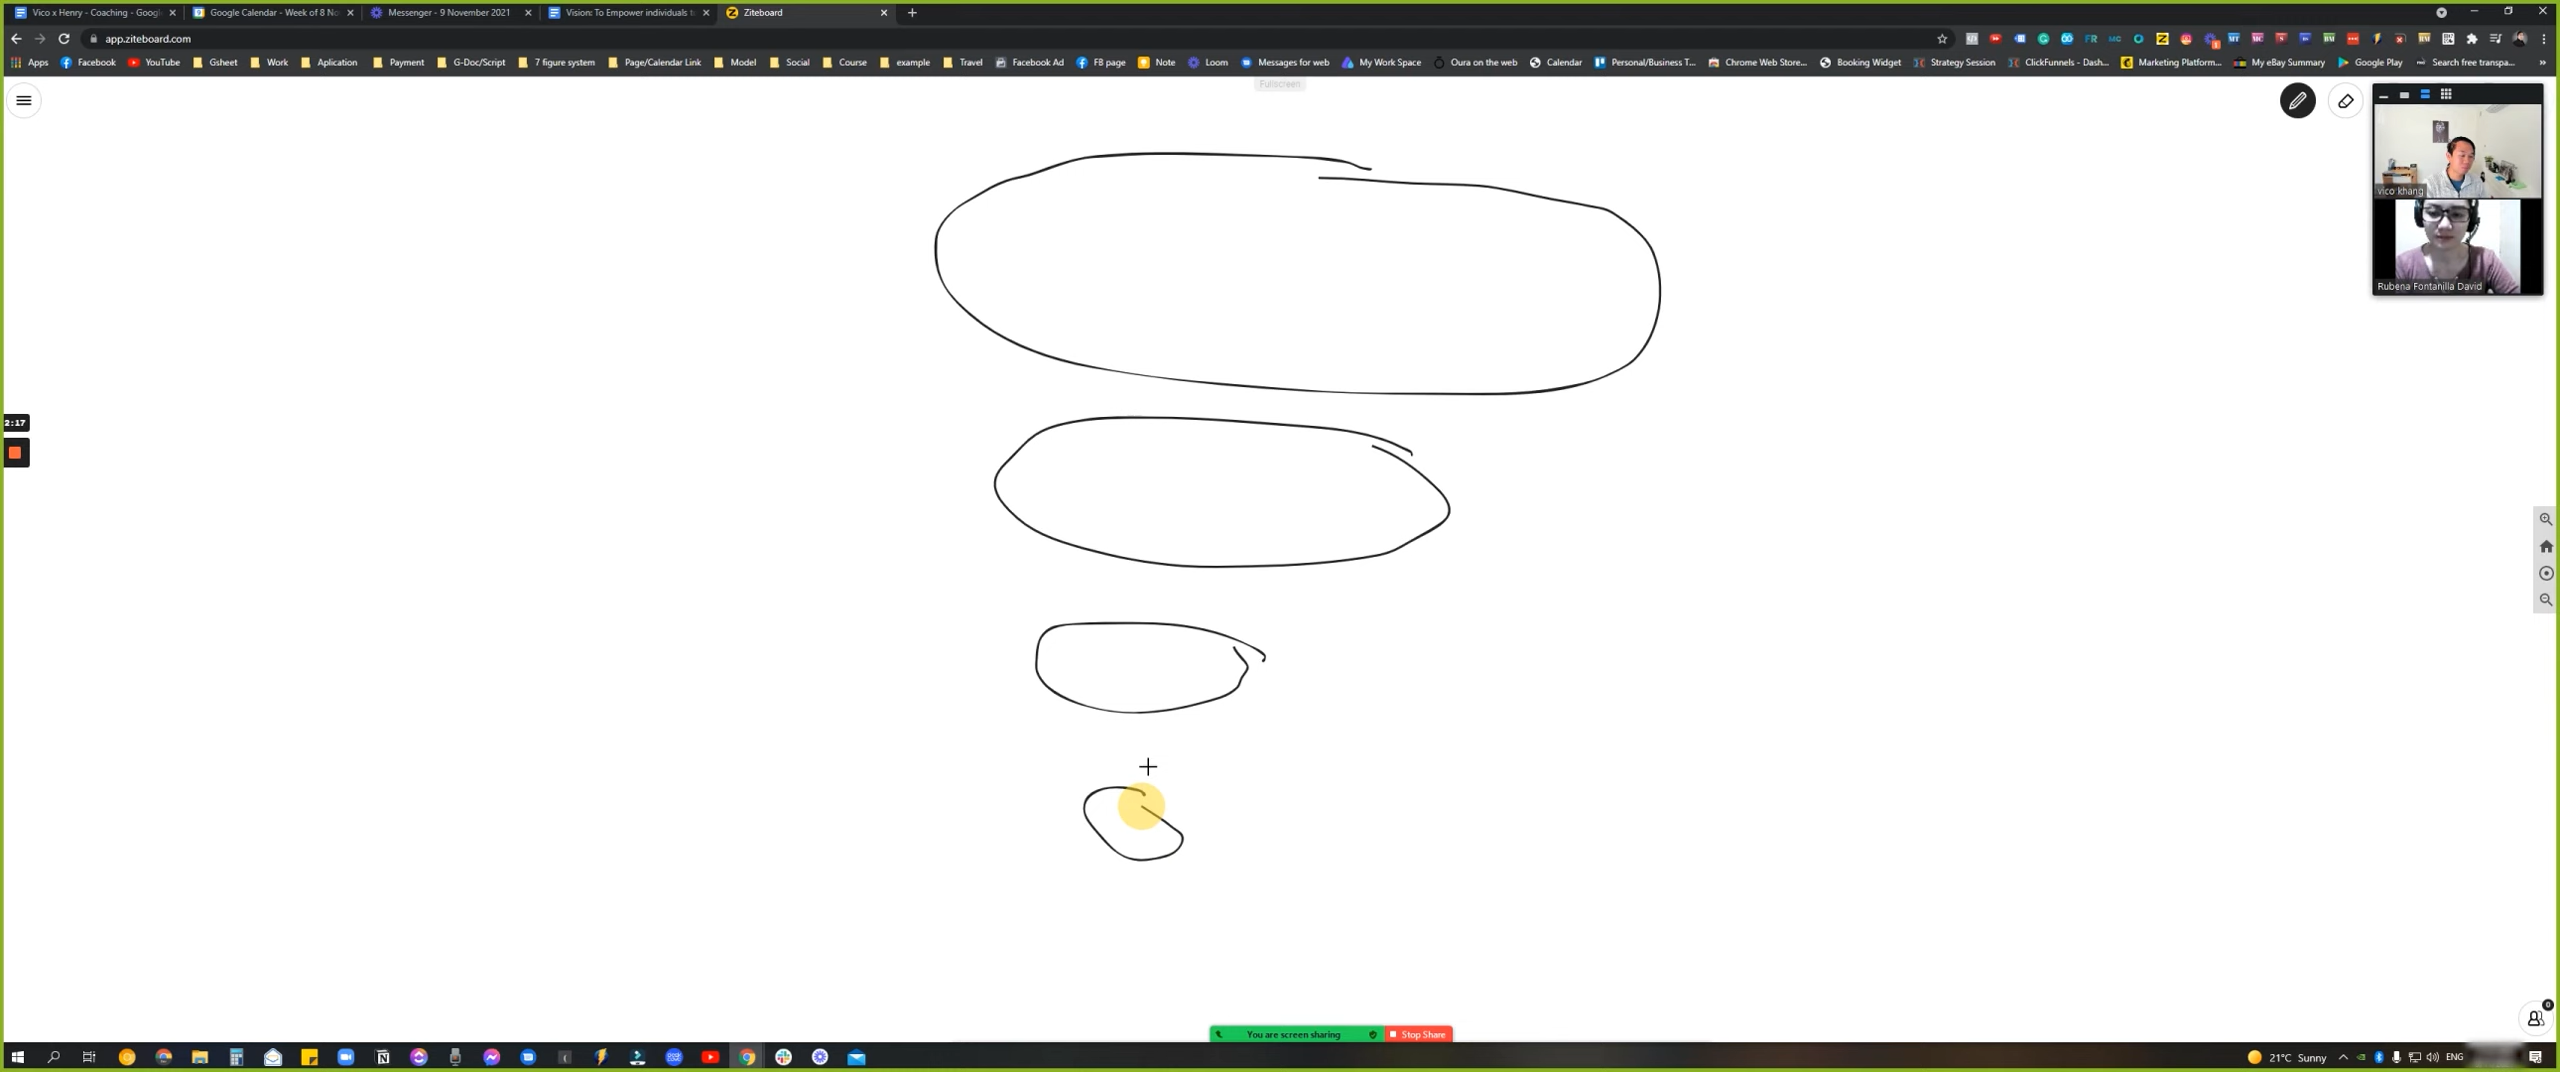 Vico x Henry - Coaching - Googl
Google Calendar - Week of 8 No
Messenger - 9 November 2021
Vision: To Empower individuals t
Ziteboard
app.ziteboard.com
Apps
Facebook
YouTube
Gsheet
Work
Aplication
Payment
G-Doc/Script
7 figure system
Page/Calendar Link
Model
Social
Course
example
Travel
Facebook Ad
FB page
Note
Loom
Messages for web
My Work Space
Oura on the web
Calendar
Personal/Business T...
Chrome Web Store...
Booking Widget
Strategy Session
ClickFunnels - Dash...
Marketing Platform...
My eBay Summary
Google Play
Search free transpa...
Fullscreen
vico khang
Rubena Fontanilla David
2:17
0
You are screen sharing
Stop Share
21°C Sunny
ENG